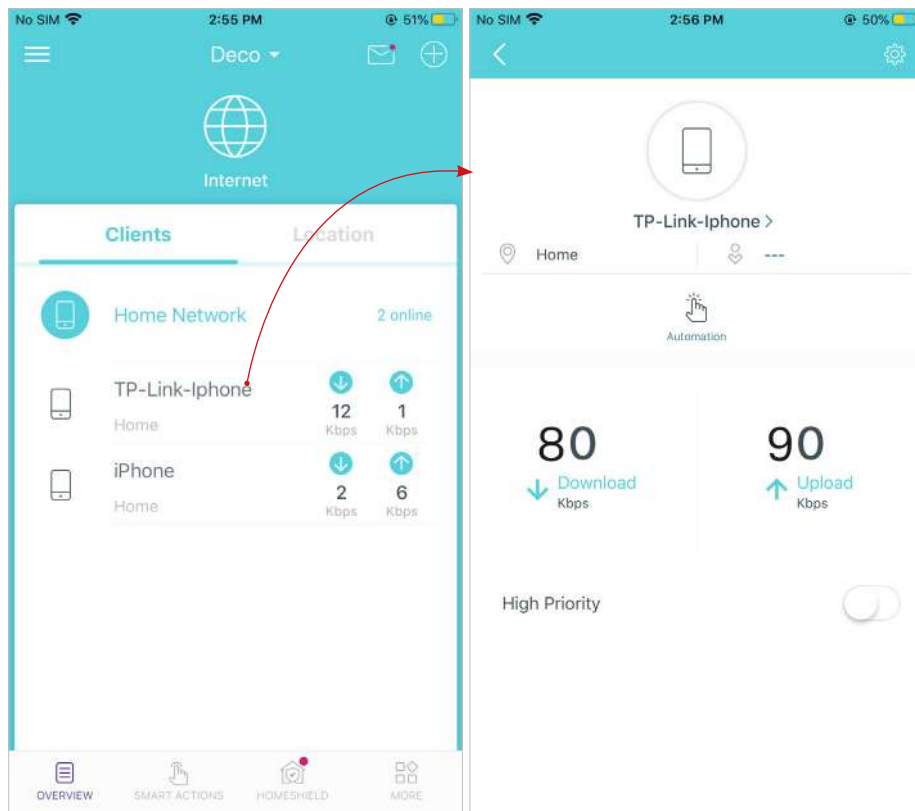 No SIM 2:55 PM 51%
Deco
Internet
Clients Location
Home Network 2 online
TP-Link-Iphone
Home
12 1
Kbps Kbps
iPhone
Home
2 6
Kbps Kbps
OVERVIEW SMART ACTIONS HOMESHIELD MORE
No SIM 2:56 PM 50%
TP-Link-Iphone >
Home ---
Automation
80 90
Download Upload
Kbps Kbps
High Priority